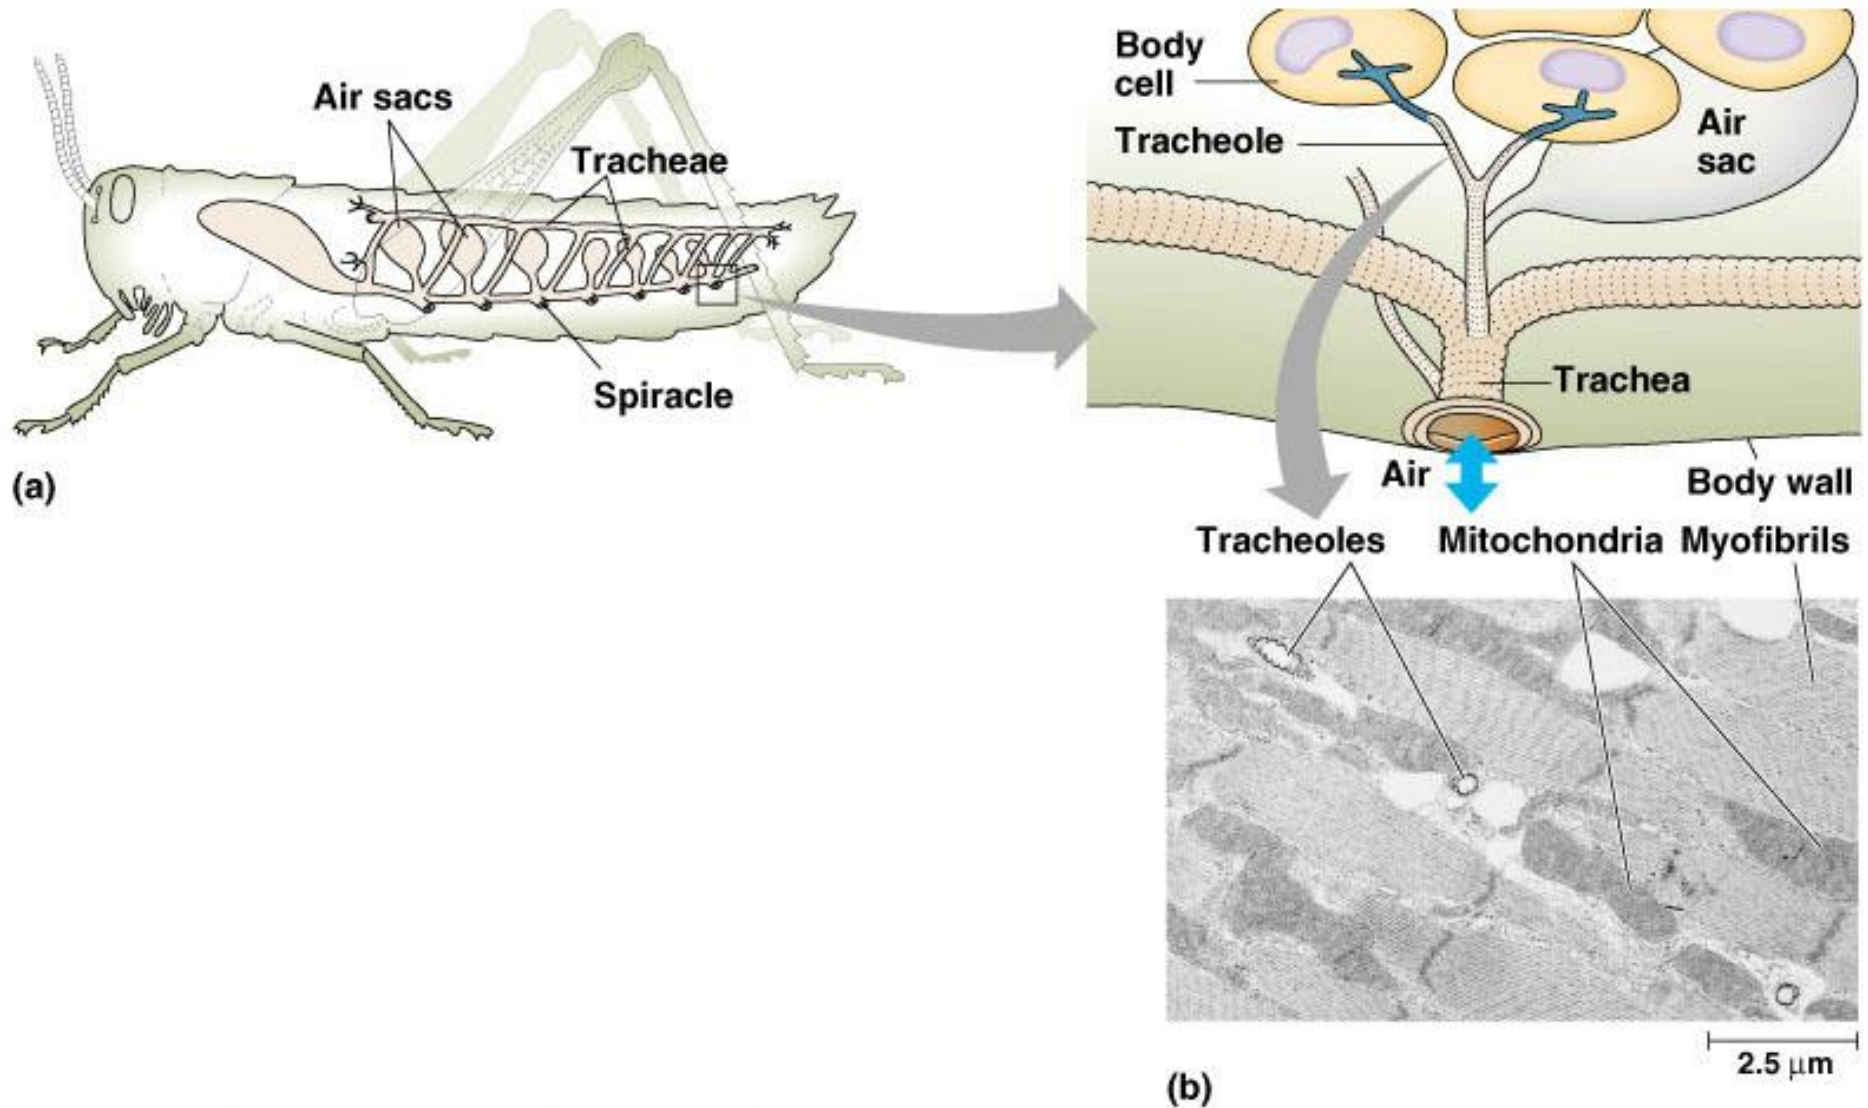 Air sacs
Tracheae
Spiracle
(a)
Body
cell
Tracheole
Air
sac
Trachea
Air
Body wall
Tracheoles
Mitochondria
Myofibrils
2.5 μm
(b)